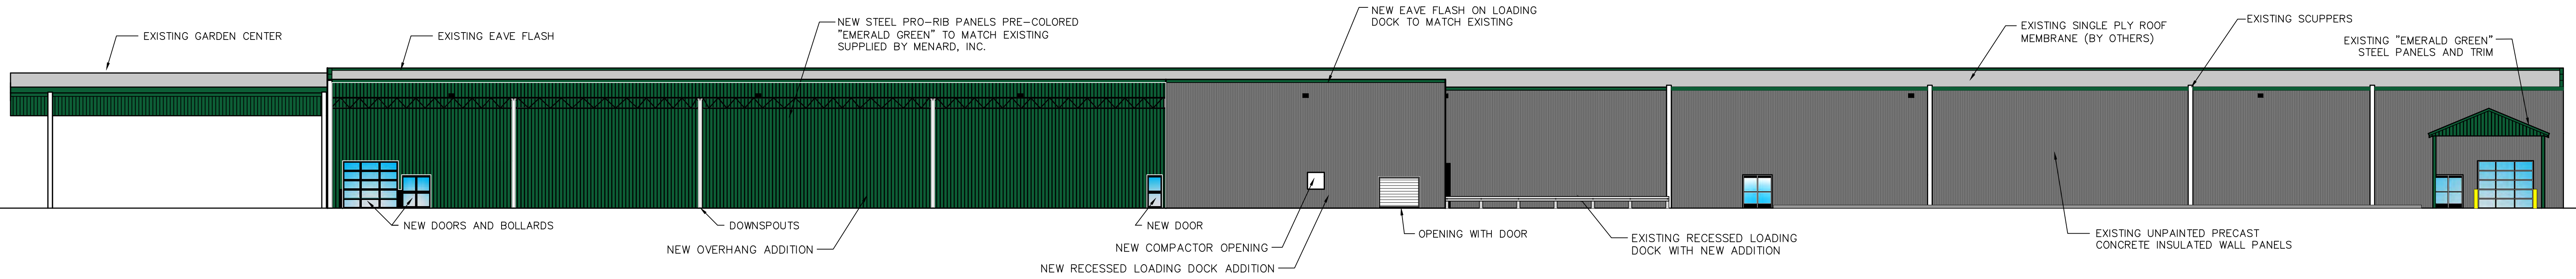 EXISTING GARDEN CENTER
EXISTING EAVE FLASH
NEW STEEL PRO-RIB PANELS PRE-COLORED
"EMERALD GREEN" TO MATCH EXISTING
SUPPLIED BY MENARD, INC.
NEW EAVE FLASH ON LOADING
DOCK TO MATCH EXISTING
EXISTING SINGLE PLY ROOF
MEMBRANE (BY OTHERS)
EXISTING SCUPPERS
EXISTING "EMERALD GREEN"
STEEL PANELS AND TRIM
NEW DOORS AND BOLLARDS
NEW OVERHANG ADDITION
DOWNSPOUTS
NEW DOOR
NEW COMPACTOR OPENING
NEW RECESSED LOADING DOCK ADDITION
OPENING WITH DOOR
EXISTING RECESSED LOADING
DOCK WITH NEW ADDITION
EXISTING UNPAINTED PRECAST
CONCRETE INSULATED WALL PANELS